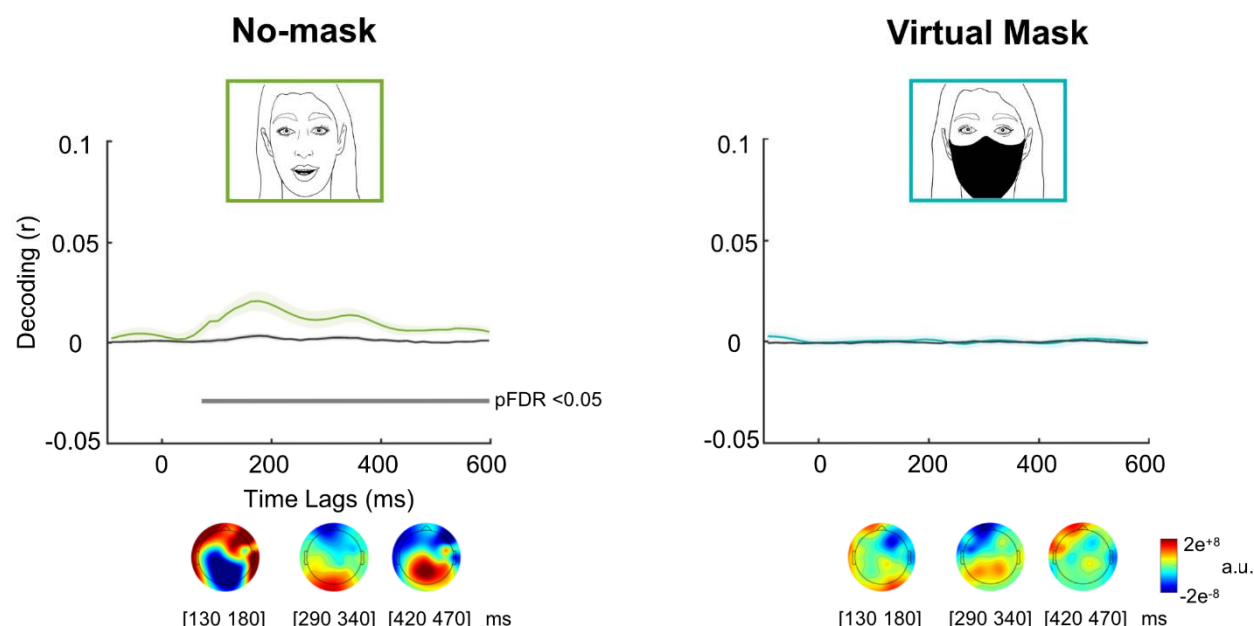 No-mask
Virtual Mask
0.1
0.05
0
-0.05
Decoding (r)
pFDR <0.05
0 200 400 600
Time Lags (ms)
[130 180] [290 340] [420 470] ms
0.1
0.05
0
-0.05
0 200 400 600
2e+8
a.u.
-2e-8
[130 180] [290 340] [420 470] ms